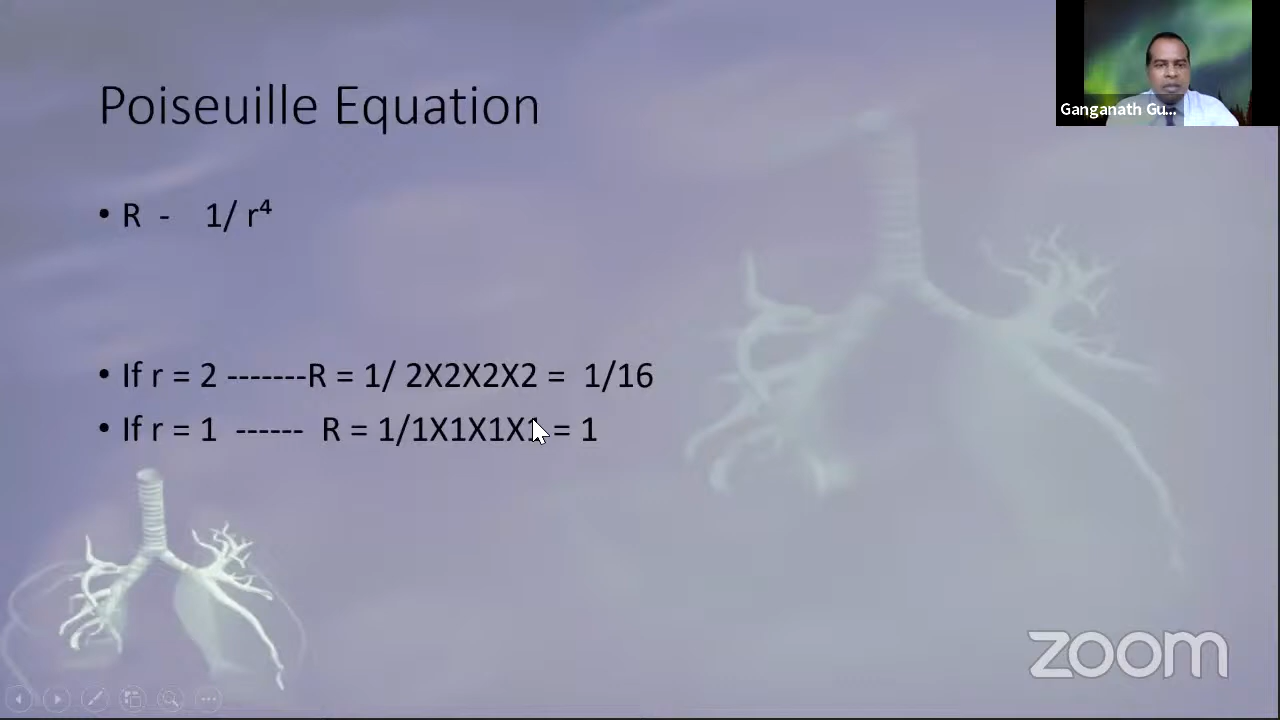 Poiseuille Equation
Ganganath Gu...
• R - 1/ r⁴
• If r = 2 -------R = 1/ 2X2X2X2 = 1/16
• If r = 1 ------ R = 1/1X1X1X1 = 1
zoom